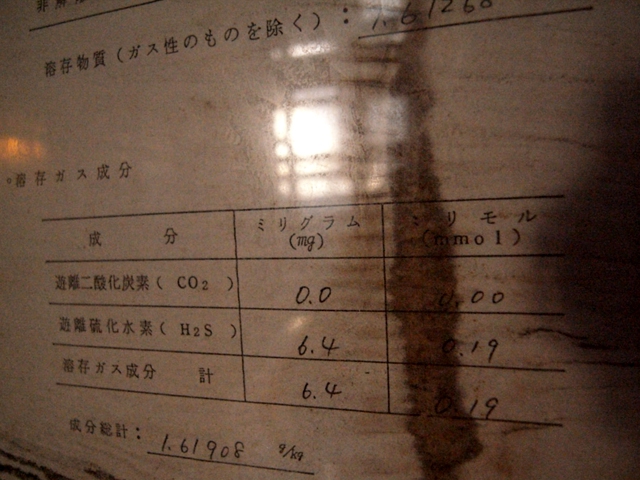 溶存物質(ガス性のものを除く): 1.61268
○溶存ガス成分
成分 ミリグラム(mg) ミリモル(mmol)
遊離二酸化炭素( CO2 ) 0.0 0.00
遊離硫化水素( H2S ) 6.4 0.19
溶存ガス成分 計 6.4 0.19
成分総計: 1.61908 g/kg